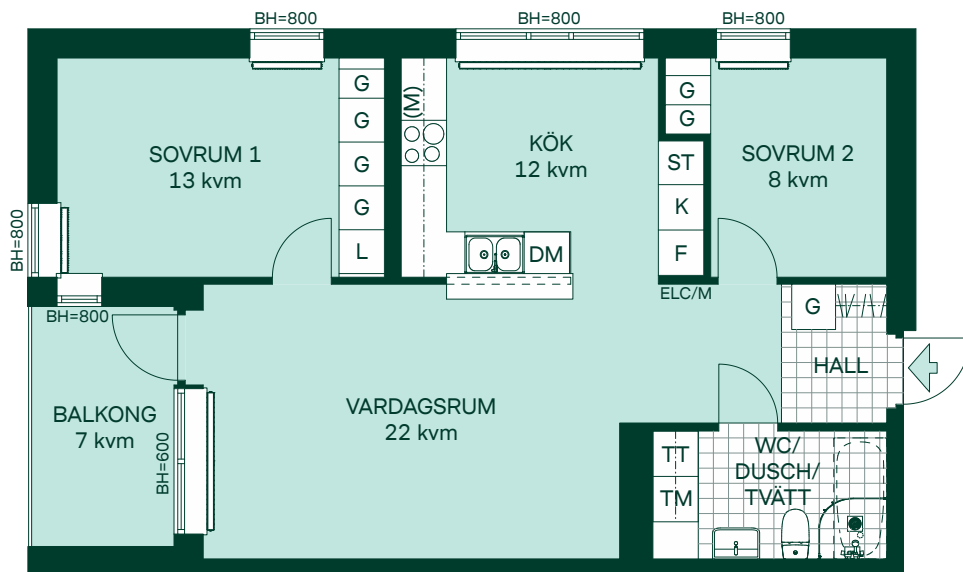 BH=800
BH=800
BH=800
G
G
G
G
L
(M)
G
G
SOVRUM 1
13 kvm
KÖK
12 kvm
SOVRUM 2
8 kvm
ST
K
F
DM
BH=800
BH=800
ELC/M
G
HALL
BALKONG
7 kvm
BH=600
VARDAGSRUM
22 kvm
TT
TM
WC/
DUSCH/
TVÄTT